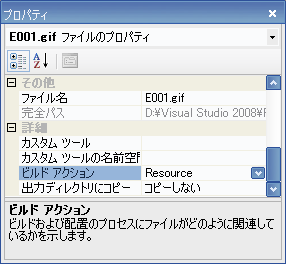 プロパティ
E001.gif ファイルのプロパティ
その他
ファイル名 E001.gif
完全パス D:¥Visual Studio 2008¥
詳細
カスタム ツール
カスタム ツールの名前空
ビルド アクション Resource
出力ディレクトリにコピー コピーしない
ビルド アクション
ビルドおよび配置のプロセスにファイルがどのように関連して
いるかを示します。